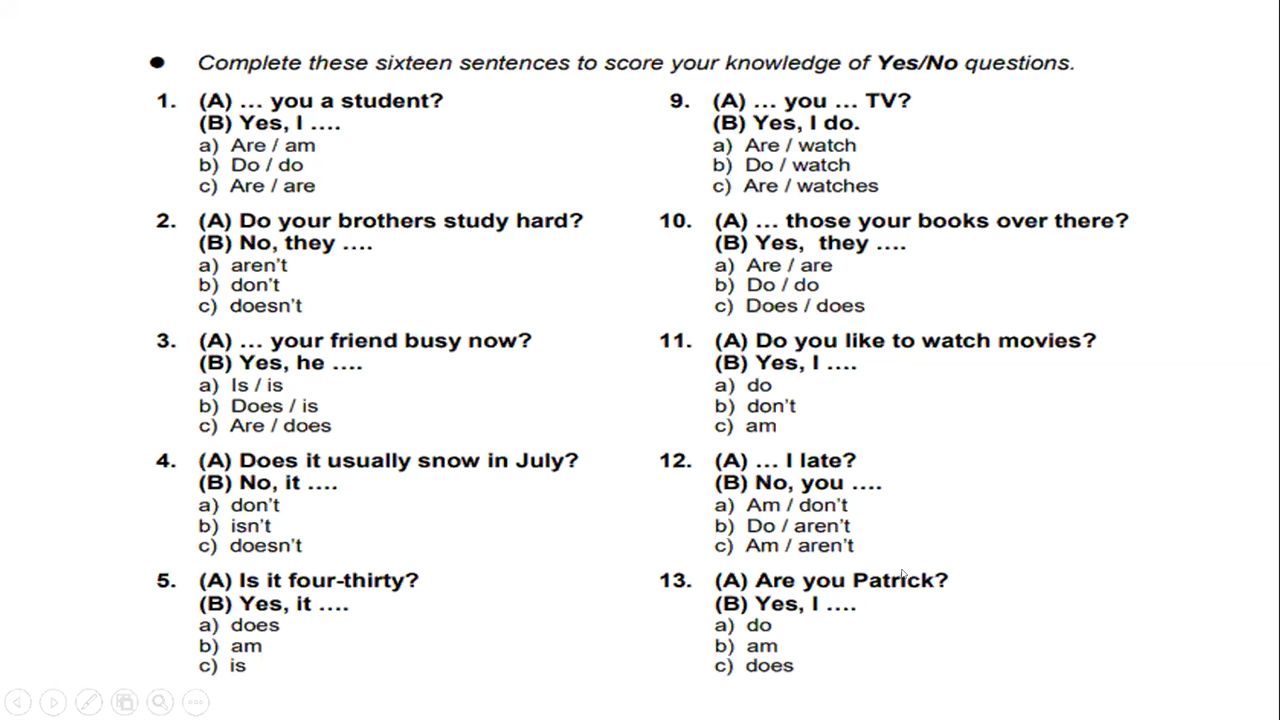 ● Complete these sixteen sentences to score your knowledge of Yes/No questions.
1. (A) … you a student?
(B) Yes, I ….
a) Are / am
b) Do / do
c) Are / are
2. (A) Do your brothers study hard?
(B) No, they ….
a) aren't
b) don't
c) doesn't
3. (A) … your friend busy now?
(B) Yes, he ….
a) Is / is
b) Does / is
c) Are / does
4. (A) Does it usually snow in July?
(B) No, it ….
a) don't
b) isn't
c) doesn't
5. (A) Is it four-thirty?
(B) Yes, it ….
a) does
b) am
c) is
9. (A) … you … TV?
(B) Yes, I do.
a) Are / watch
b) Do / watch
c) Are / watches
10. (A) … those your books over there?
(B) Yes, they ….
a) Are / are
b) Do / do
c) Does / does
11. (A) Do you like to watch movies?
(B) Yes, I ….
a) do
b) don't
c) am
12. (A) … I late?
(B) No, you ….
a) Am / don't
b) Do / aren't
c) Am / aren't
13. (A) Are you Patrick?
(B) Yes, I ….
a) do
b) am
c) does